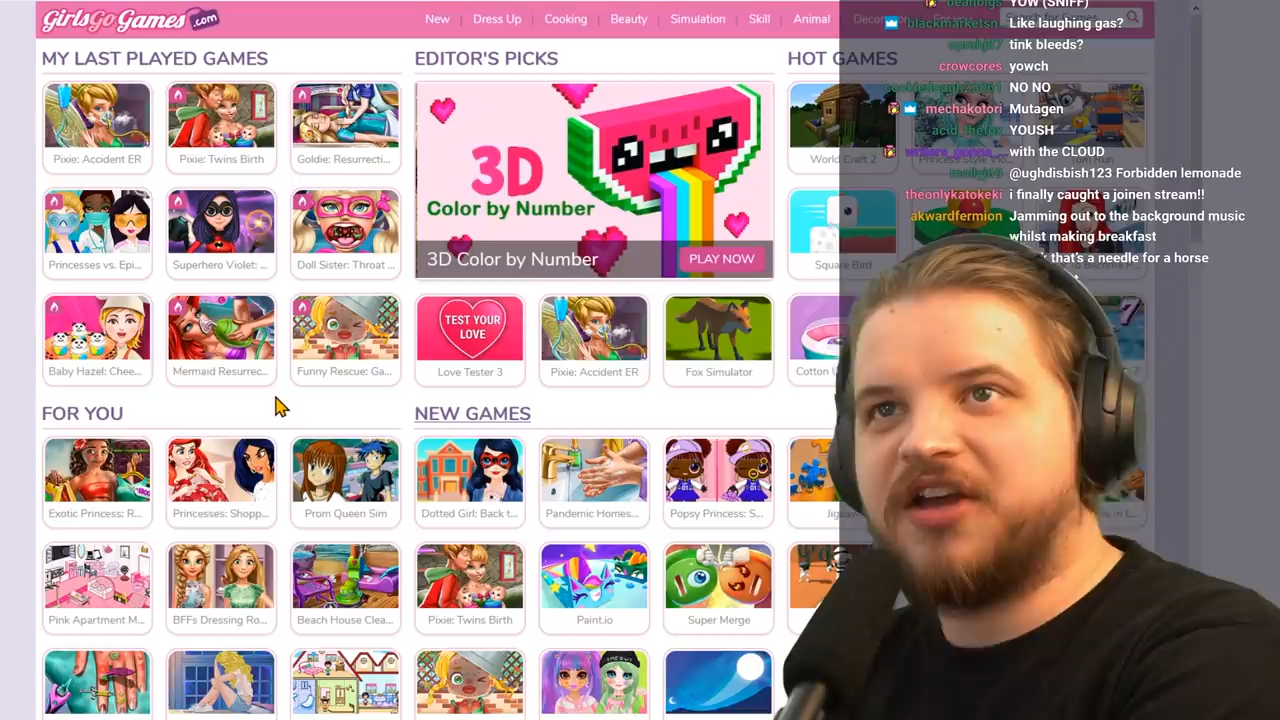 GirlsGoGames.com
New
Dress Up
Cooking
Beauty
Simulation
Skill
Animal
MY LAST PLAYED GAMES
Pixie: Accident ER
Pixie: Twins Birth
Goldie: Resurrecti...
Princesses vs. Epi...
Superhero Violet: ...
Doll Sister: Throat ...
Baby Hazel: Chee...
Mermaid Resurrec...
Funny Rescue: Ga...
EDITOR'S PICKS
3D
Color by Number
3D Color by Number
PLAY NOW
TEST YOUR
LOVE
Love Tester 3
Pixie: Accident ER
Fox Simulator
HOT GAMES
World Craft 2
Square Bird
FOR YOU
Exotic Princess: R...
Princesses: Shopp...
Prom Queen Sim
Pink Apartment M...
BFFs Dressing Ro...
Beach House Clea...
NEW GAMES
Dotted Girl: Back t...
Pandemic Homes...
Popsy Princess: S...
Pixie: Twins Birth
Paint.io
Super Merge
YOW (SNIFF)
blackmarketsn Like laughing gas?
tink bleeds?
crowcores yowch
NO NO
mechakotori Mutagen
acid_thefox YOUSH
with the CLOUD
@ughdisbish123 Forbidden lemonade
theonlykatokeki i finally caught a joinen stream!!
akwardfermion Jamming out to the background music
whilst making breakfast
that's a needle for a horse